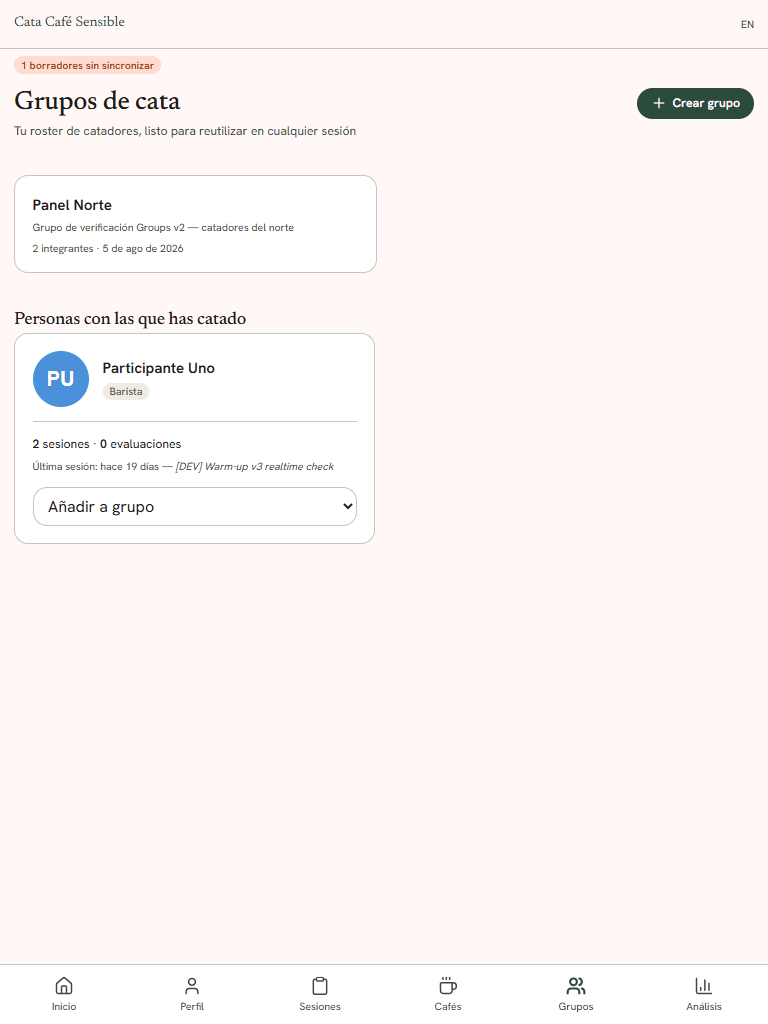 Cata Café Sensible
EN
1 borradores sin sincronizar
Grupos de cata
Crear grupo
Tu roster de catadores, listo para reutilizar en cualquier sesión
Panel Norte
Grupo de verificación Groups v2 — catadores del norte
2 integrantes · 5 de ago de 2026
Personas con las que has catado
PU
Participante Uno
Barista
2 sesiones · 0 evaluaciones
Última sesión: hace 19 días — [DEV] Warm-up v3 realtime check
Añadir a grupo
Inicio
Perfil
Sesiones
Cafés
Grupos
Análisis